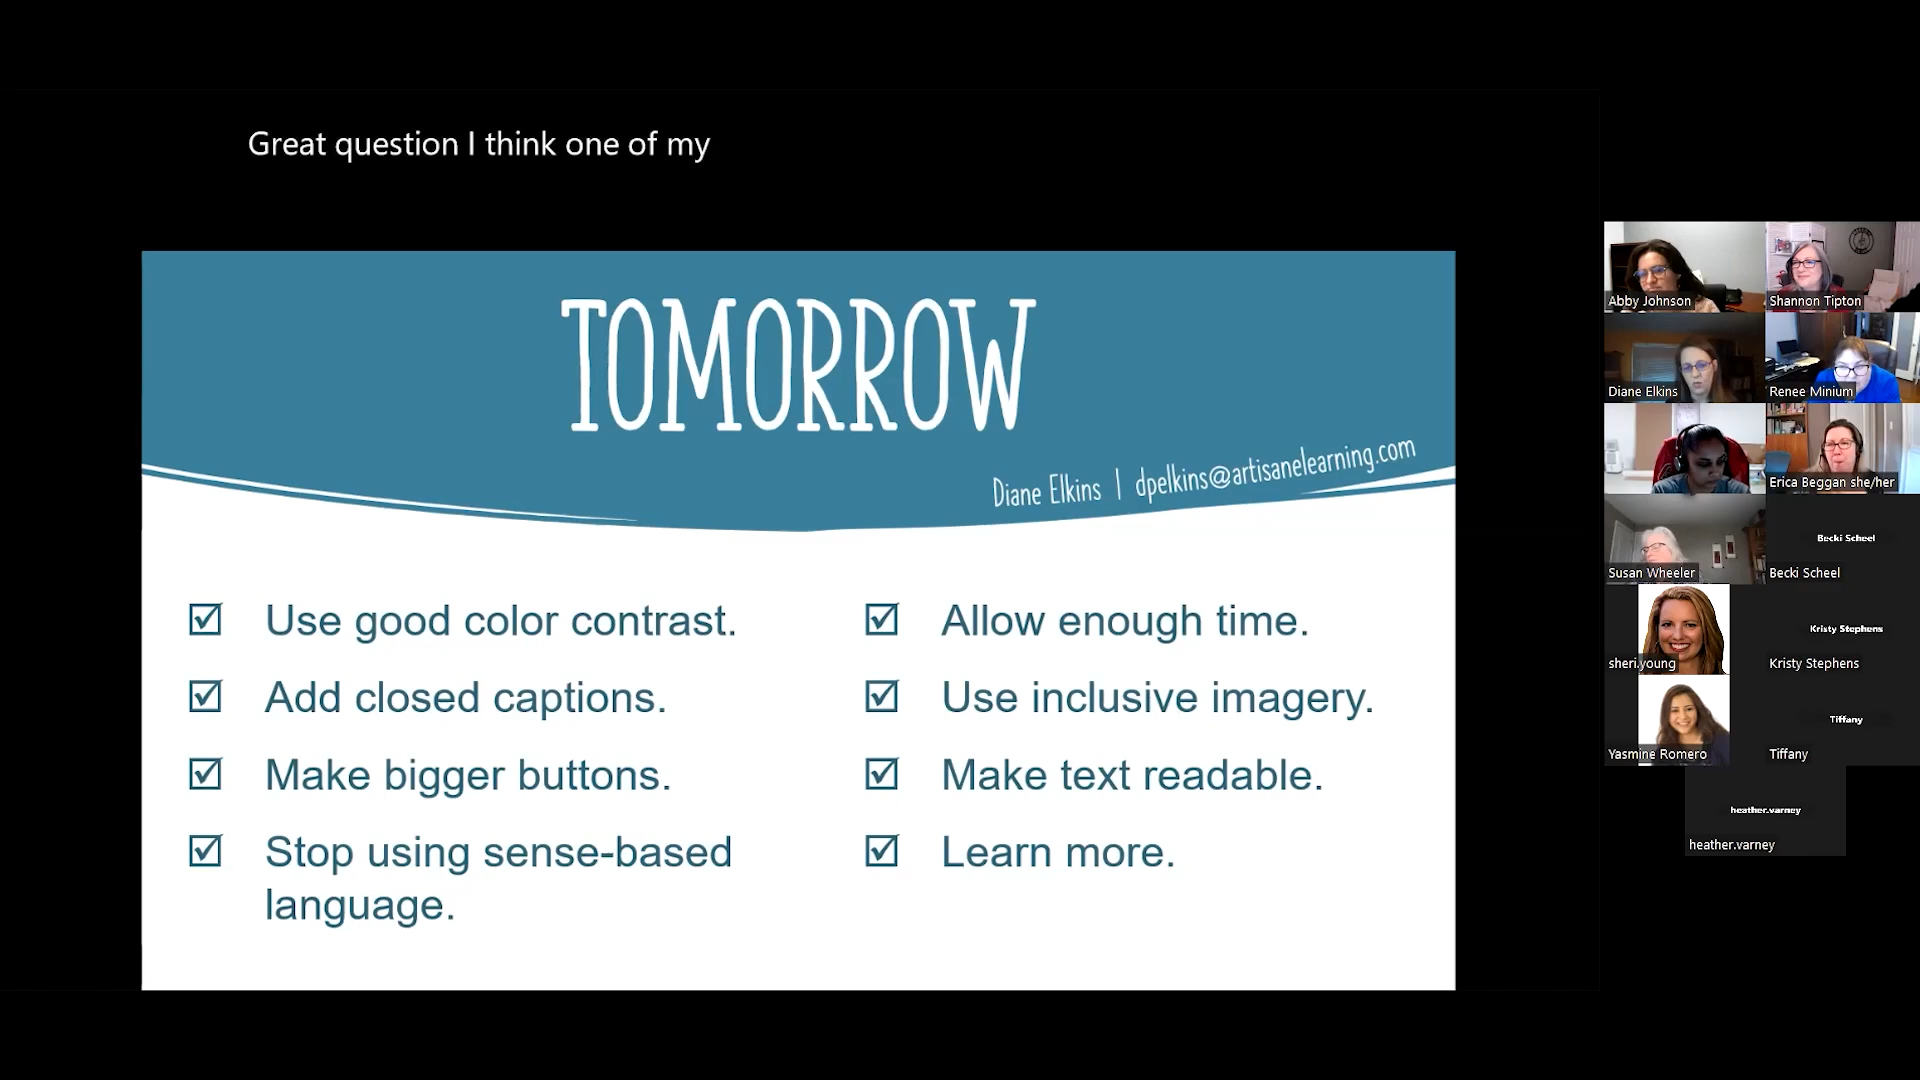 Great question I think one of my
TOMORROW
Diane Elkins | dpelkins@artisanelearning.com
Use good color contrast.
Add closed captions.
Make bigger buttons.
Stop using sense-based
language.
Allow enough time.
Use inclusive imagery.
Make text readable.
Learn more.
Abby Johnson
Shannon Tipton
Diane Elkins
Renee Minium
Erica Beggan she/her
Susan Wheeler
Becki Scheel
Becki Scheel
sheri.young
Kristy Stephens
Kristy Stephens
Yasmine Romero
Tiffany
Tiffany
heather.varney
heather.varney